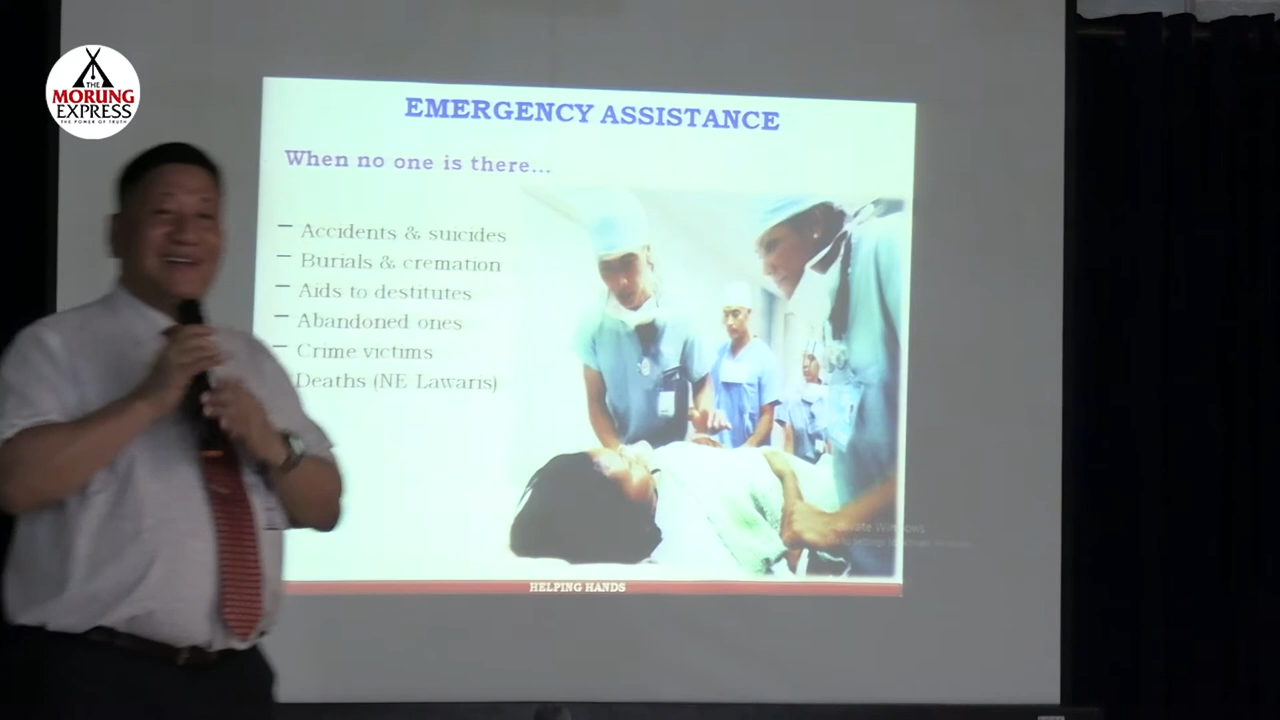 THE
MORUNG
EXPRESS
THE POWER OF TRUTH
EMERGENCY ASSISTANCE
When no one is there...
– Accidents & suicides
– Burials & cremation
– Aids to destitutes
– Abandoned ones
– Crime victims
Deaths (NE Lawaris)
HELPING HANDS